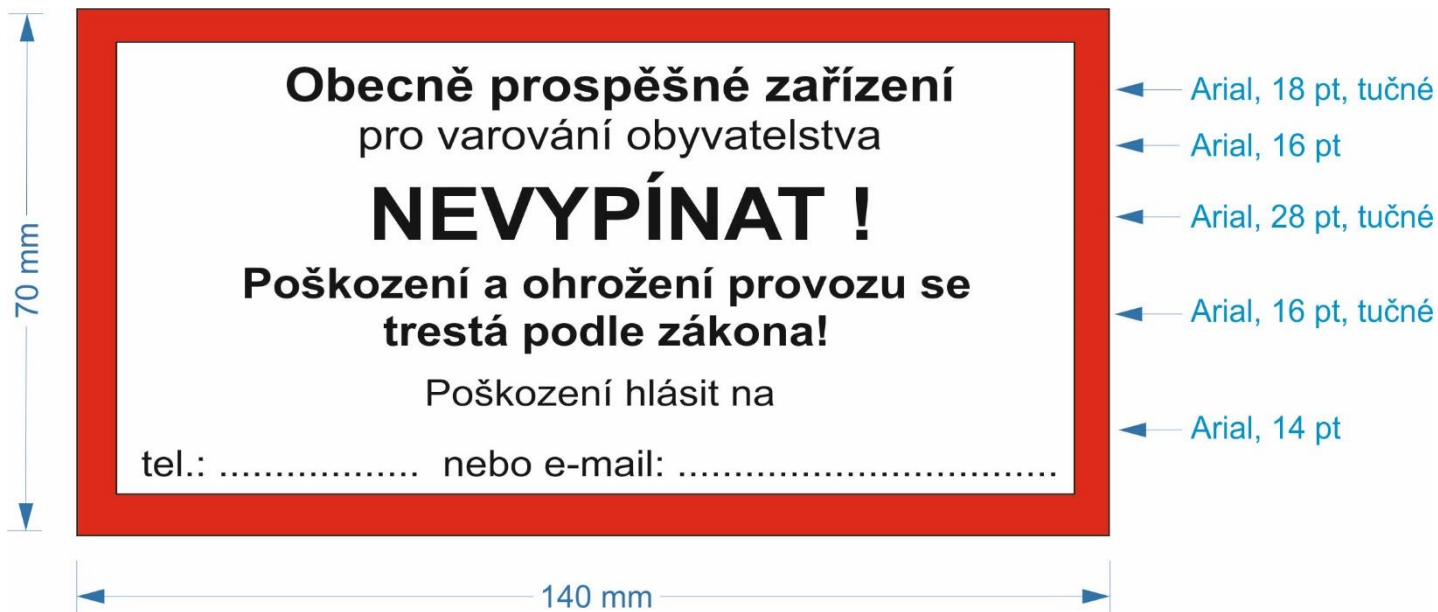 Obecně prospěšné zařízení
pro varování obyvatelstva
NEVYPÍNAT !
Poškození a ohrožení provozu se
trestá podle zákona!
Poškození hlásit na
tel.: .................. nebo e-mail: ..................................
70 mm
140 mm
Arial, 18 pt, tučné
Arial, 16 pt
Arial, 28 pt, tučné
Arial, 16 pt, tučné
Arial, 14 pt